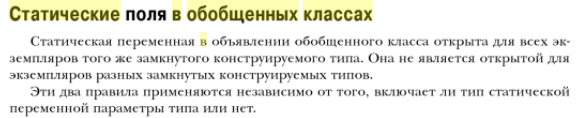 Статические поля в обобщенных классах
Статическая переменная в объявлении обобщенного класса открыта для всех эк-
земпляров того же замкнутого конструируемого типа. Она не является открытой для
экземпляров разных замкнутых конструируемых типов.
Эти два правила применяются независимо от того, включает ли тип статической
переменной параметры типа или нет.